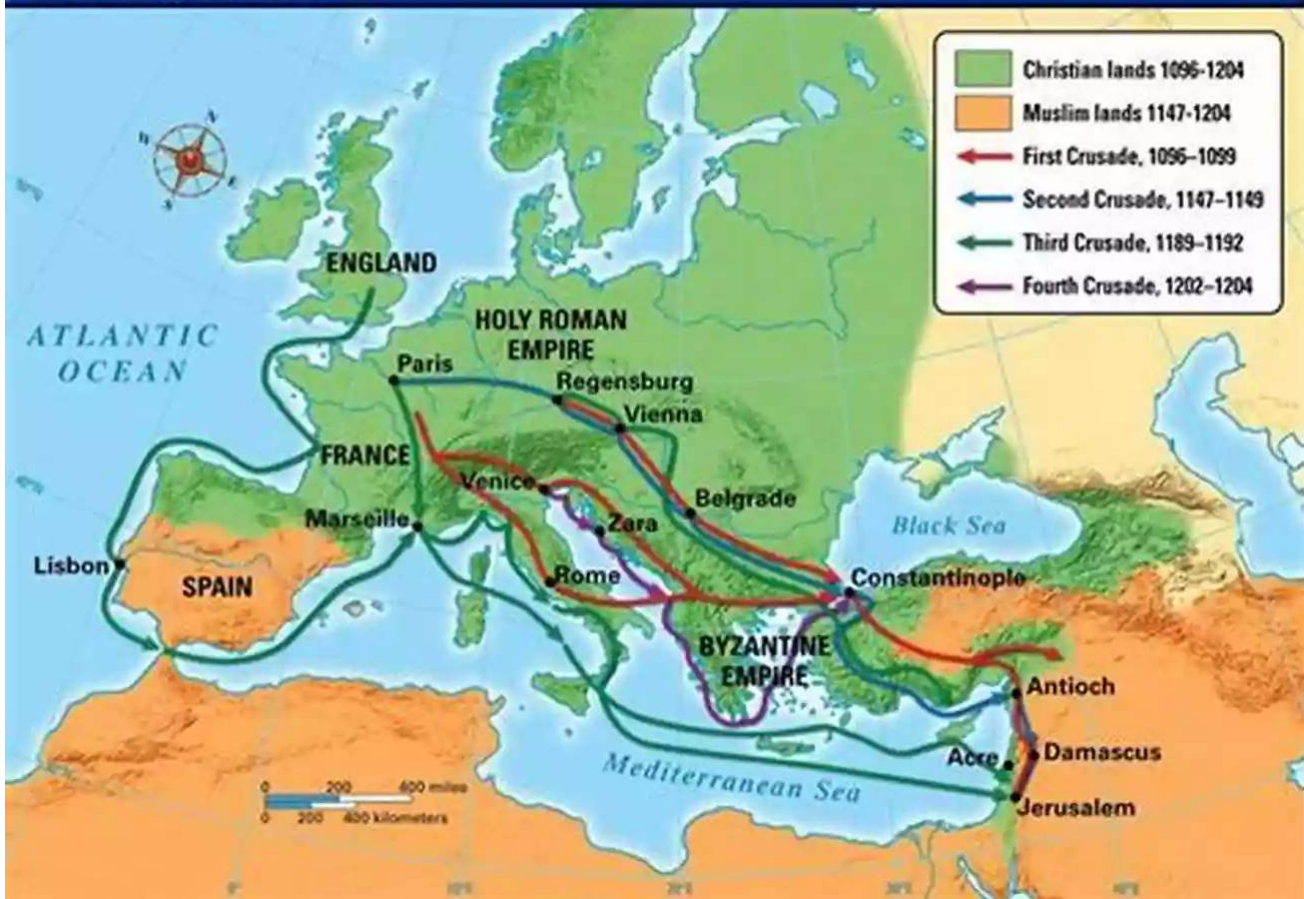 Christian lands 1096-1204
Muslim lands 1147-1204
First Crusade, 1096–1099
Second Crusade, 1147–1149
Third Crusade, 1189–1192
Fourth Crusade, 1202–1204
N
E
S
ENGLAND
ATLANTIC
OCEAN
HOLY ROMAN
EMPIRE
Paris
Regensburg
Vienna
FRANCE
Venice
Belgrade
Marseille
Zara
Black Sea
Lisbon
SPAIN
Rome
Constantinople
BYZANTINE
EMPIRE
Antioch
Acre
Damascus
Mediterranean Sea
Jerusalem
0 200 400 miles
0 200 400 kilometers